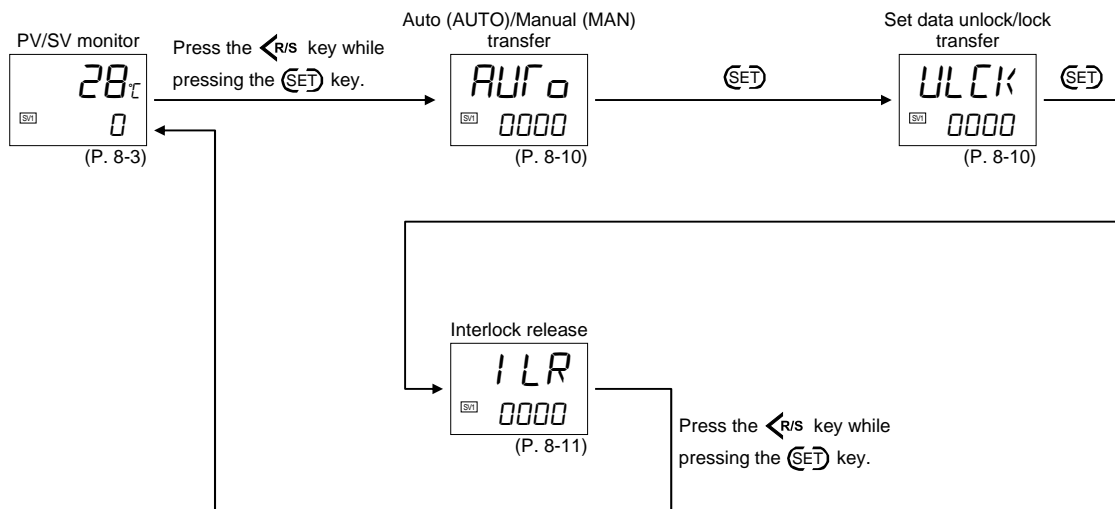 PV/SV monitor
28℃
SV1 0
(P. 8-3)
Press the <R/S key while
pressing the SET key.
Auto (AUTO)/Manual (MAN)
transfer
AUTo
SV1 0000
(P. 8-10)
SET
Set data unlock/lock
transfer
ULCK
SV1 0000
(P. 8-10)
SET
Interlock release
ILR
SV1 0000
(P. 8-11)
Press the <R/S key while
pressing the SET key.